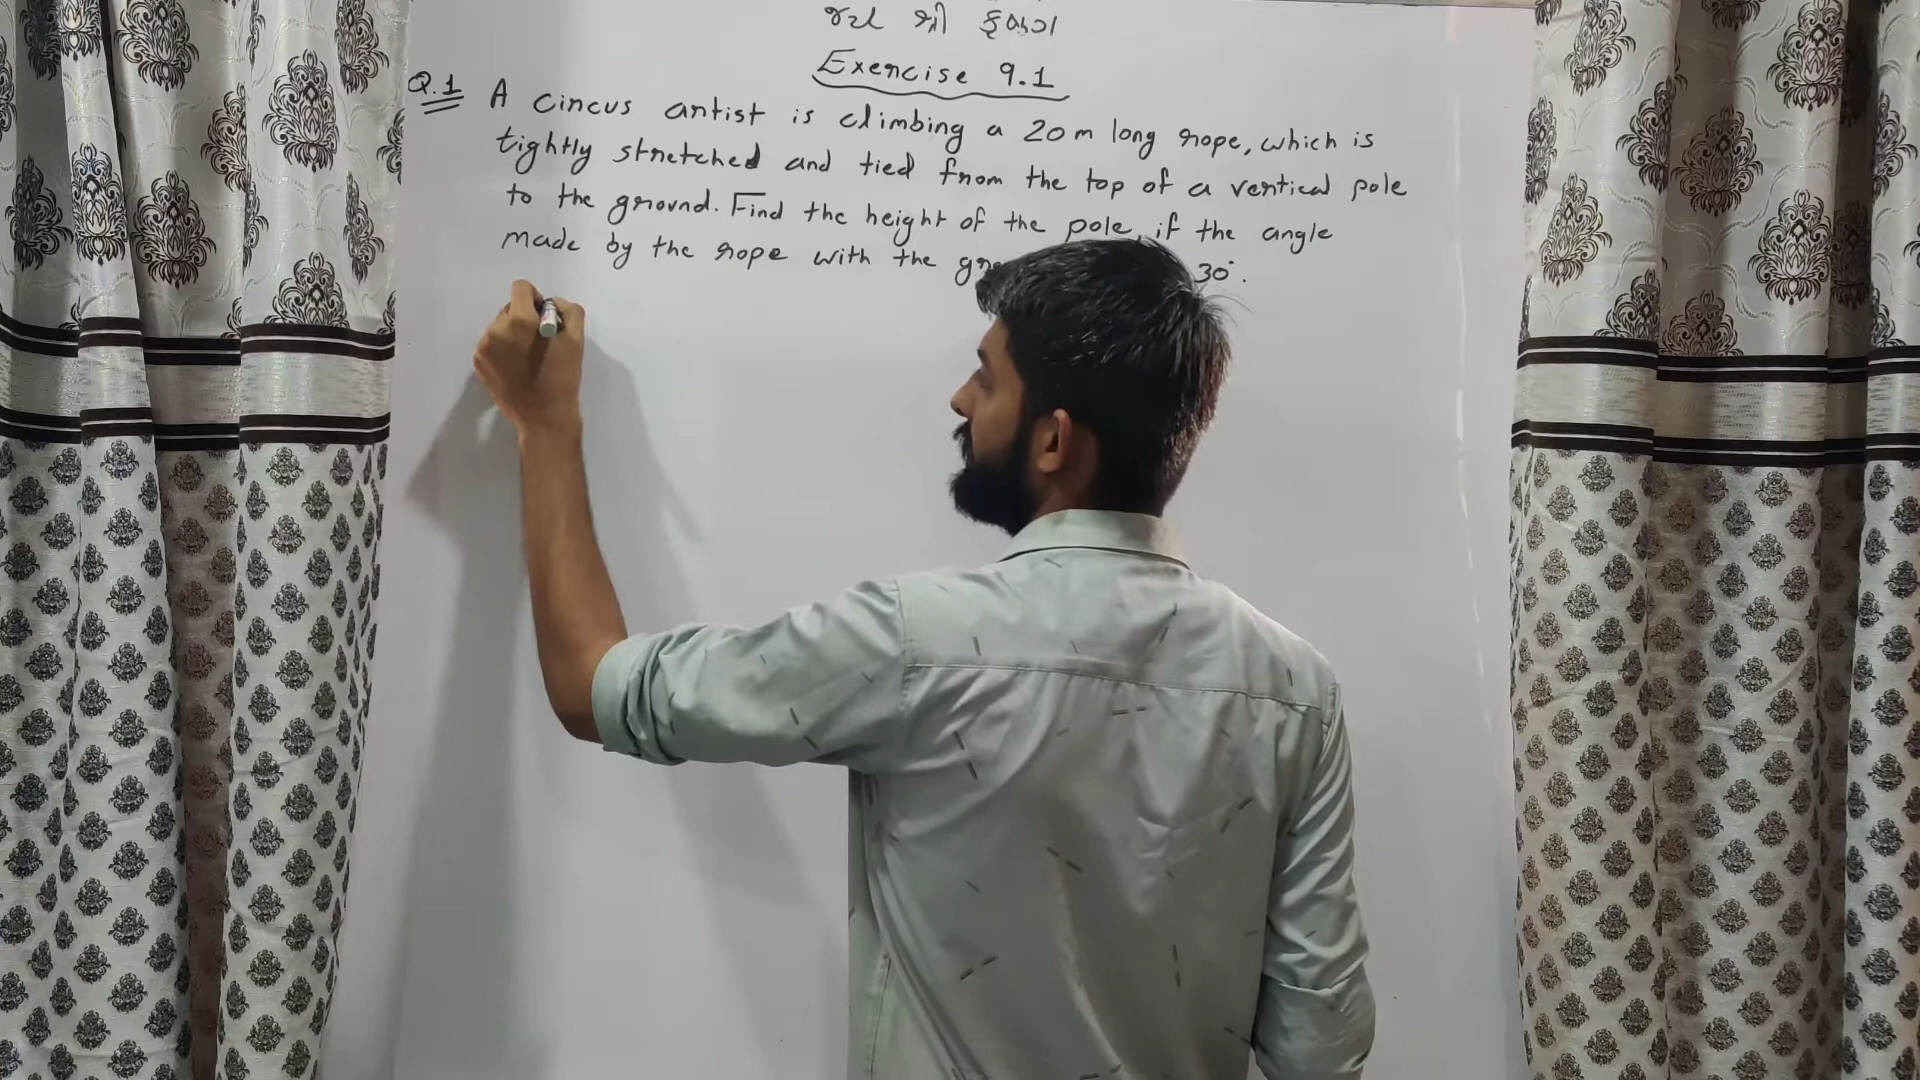 જય શ્રી કૃષ્ણ
Exercise 9.1
Q.1 A circus artist is climbing a 20 m long rope, which is
tightly stretched and tied from the top of a vertical pole
to the ground. Find the height of the pole, if the angle
made by the rope with the 30°.